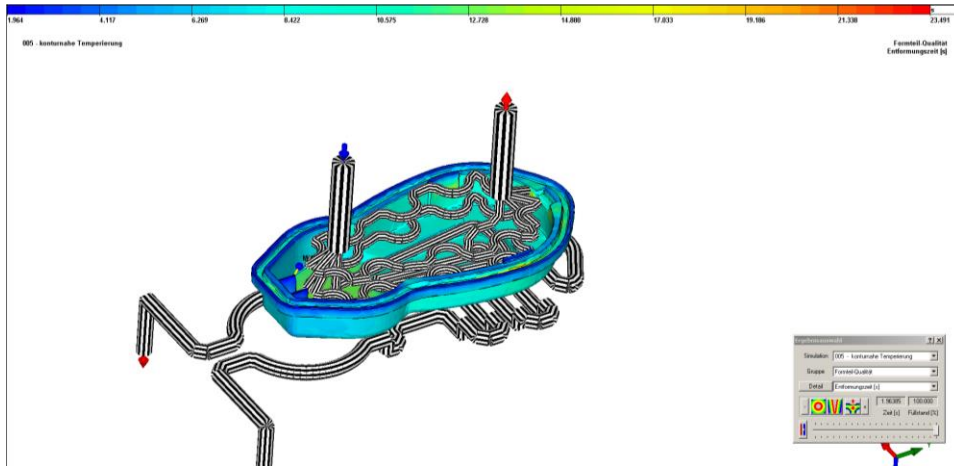 1.964 4.117 6.269 8.422 10.575 12.728 14.880 17.033 19.186 21.338 23.491
s
005 - konturnahe Temperierung
Formteil-Qualität
Entformungszeit [s]
Ergebnisauswahl
Simulation 005 - konturnahe Temperierung
Gruppe Formteil-Qualität
Detail Entformungszeit [s]
1.96385 100.000
Zeit [s] Füllstand [%]